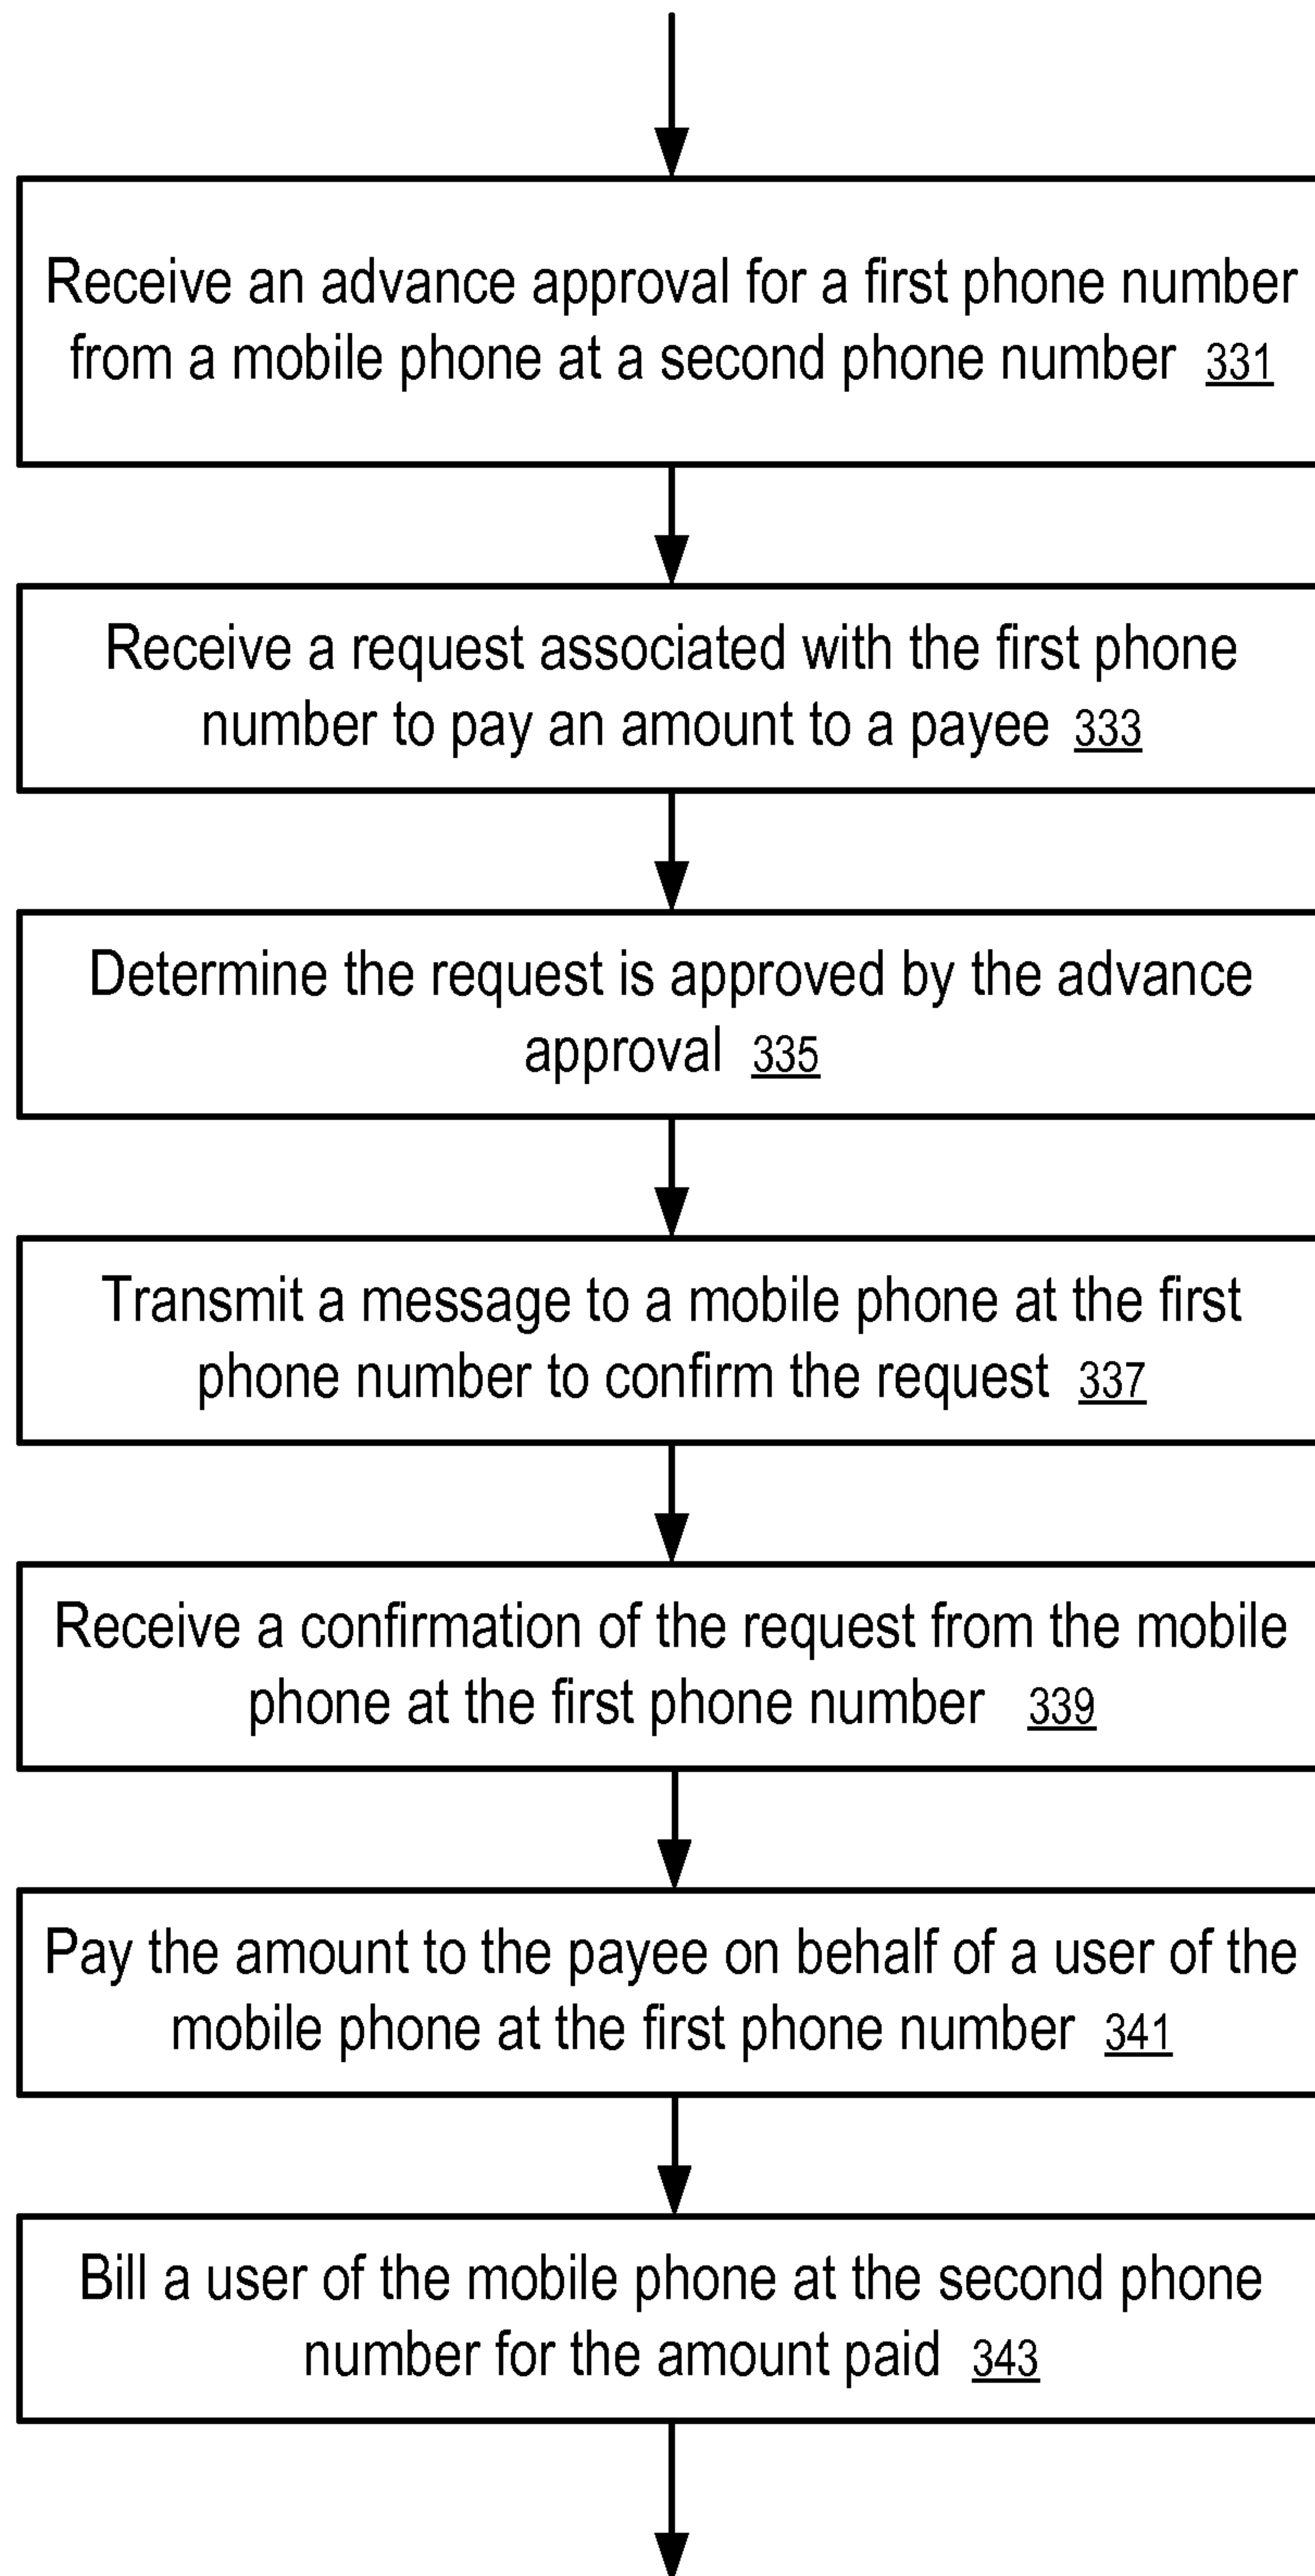 Receive an advance approval for a first phone number
from a mobile phone at a second phone number 331
Receive a request associated with the first phone
number to pay an amount to a payee 333
Determine the request is approved by the advance
approval 335
Transmit a message to a mobile phone at the first
phone number to confirm the request 337
Receive a confirmation of the request from the mobile
phone at the first phone number 339
Pay the amount to the payee on behalf of a user of the
mobile phone at the first phone number 341
Bill a user of the mobile phone at the second phone
number for the amount paid 343